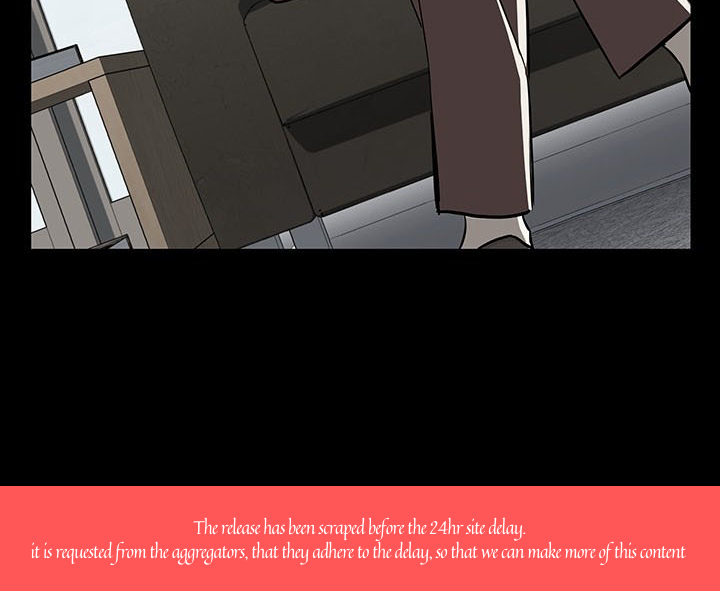 The release has been scraped before the 24hr site delay.
it is requested from the aggregators, that they adhere to the delay, so that we can make more of this content